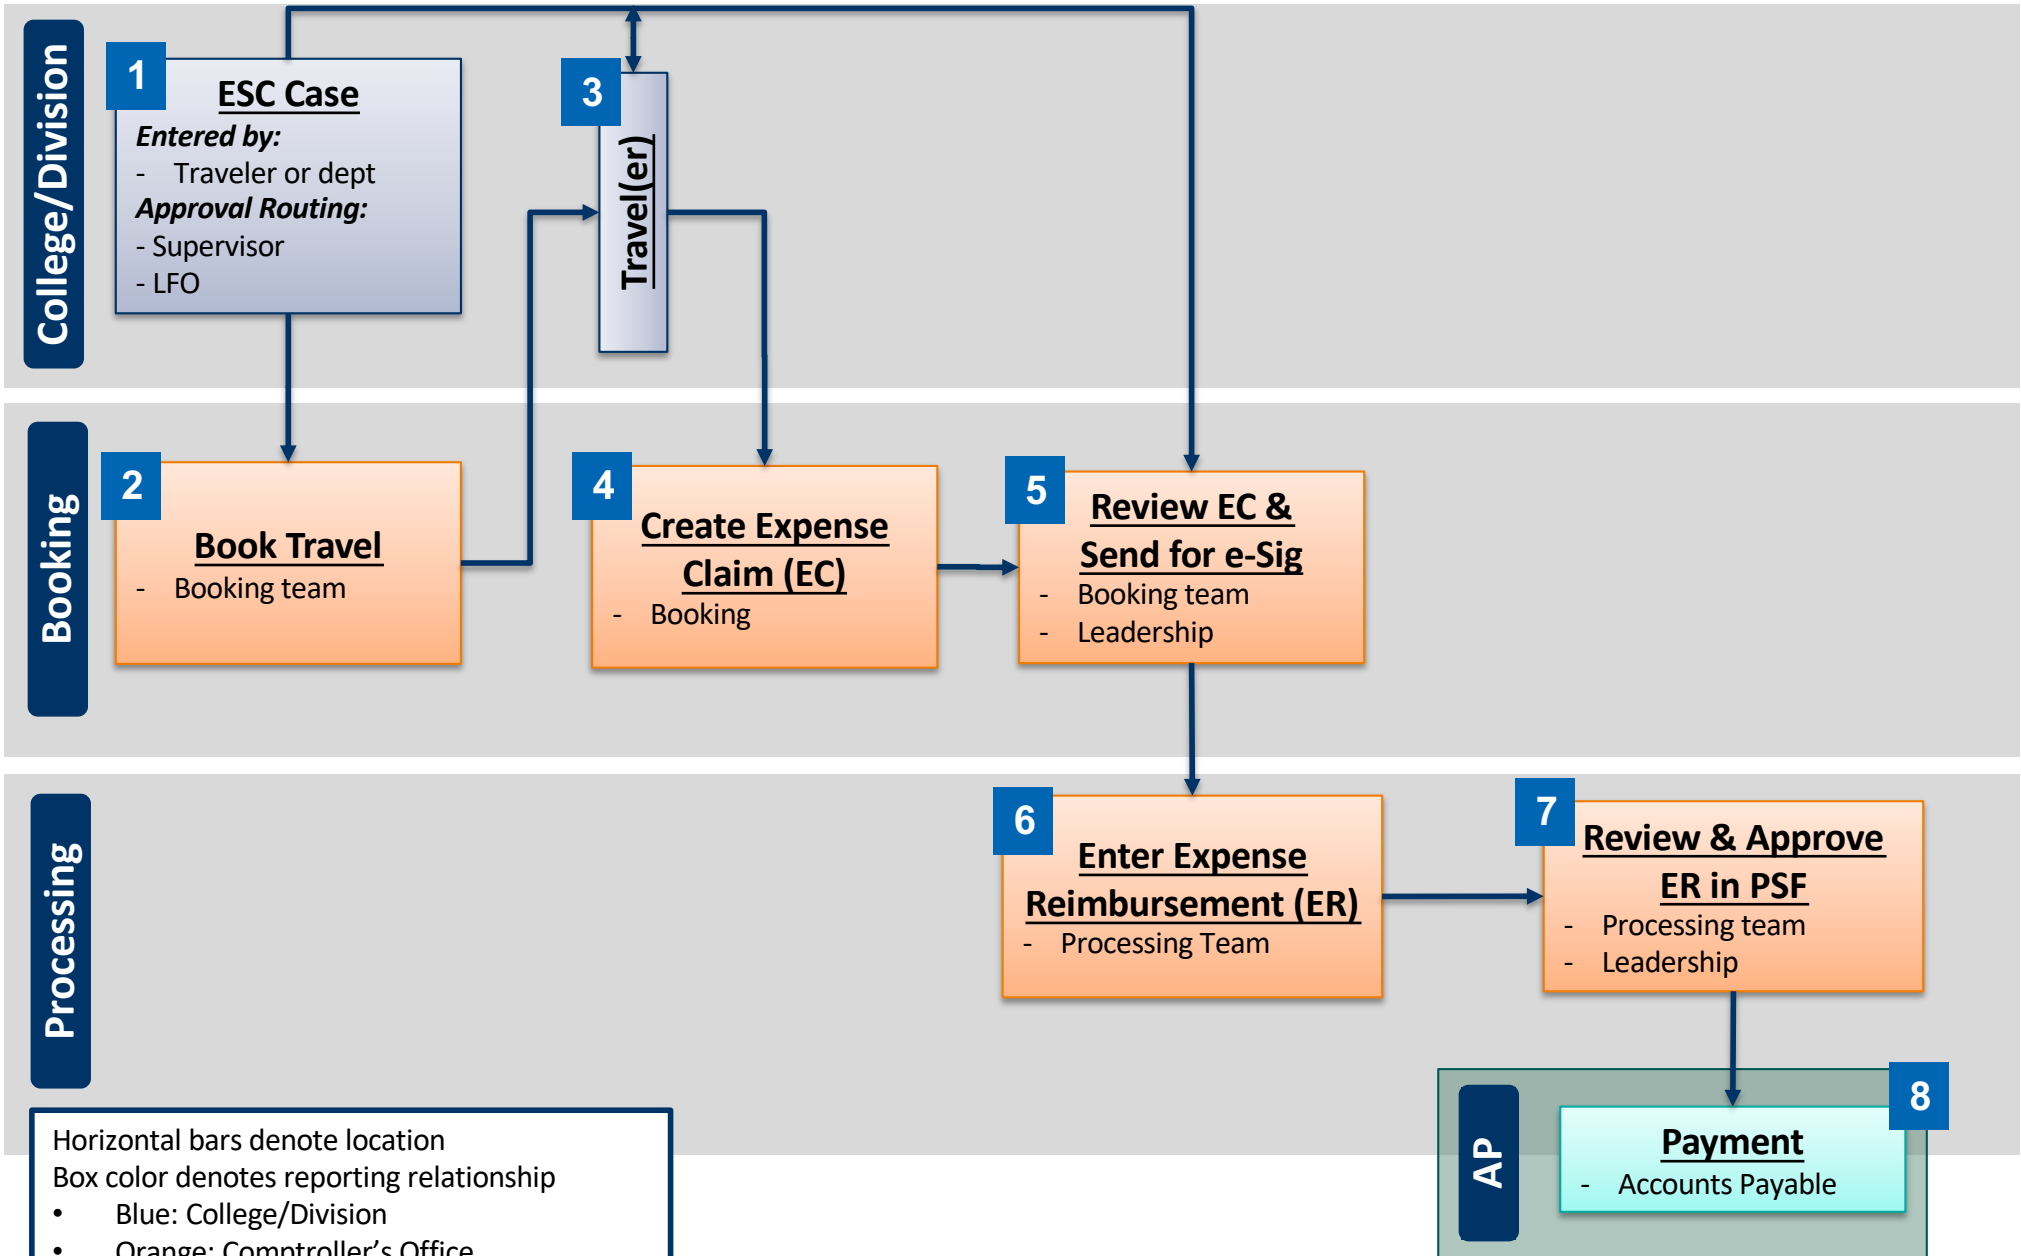 College/Division
1
ESC Case
Entered by:
- Traveler or dept
Approval Routing:
- Supervisor
- LFO
3
Travel(er)
Booking
2
Book Travel
- Booking team
4
Create Expense
Claim (EC)
- Booking
5
Review EC &
Send for e-Sig
- Booking team
- Leadership
Processing
6
Enter Expense
Reimbursement (ER)
- Processing Team
7
Review & Approve
ER in PSF
- Processing team
- Leadership
AP
8
Payment
- Accounts Payable
Horizontal bars denote location
Box color denotes reporting relationship
• Blue: College/Division
• Orange: Comptroller's Office